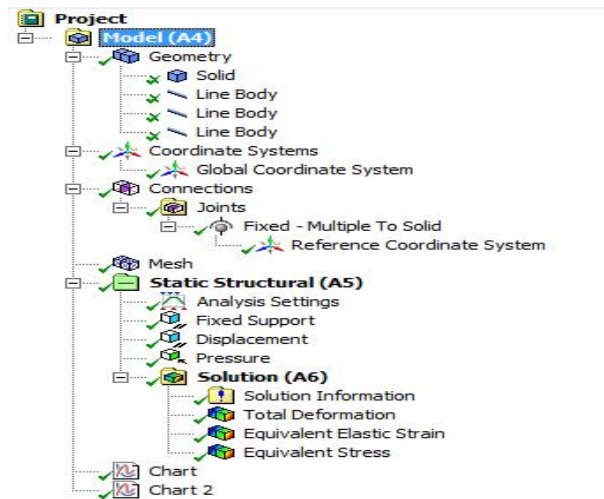 Project
Model (A4)
Geometry
Solid
Line Body
Line Body
Line Body
Coordinate Systems
Global Coordinate System
Connections
Joints
Fixed - Multiple To Solid
Reference Coordinate System
Mesh
Static Structural (A5)
Analysis Settings
Fixed Support
Displacement
Pressure
Solution (A6)
Solution Information
Total Deformation
Equivalent Elastic Strain
Equivalent Stress
Chart
Chart 2